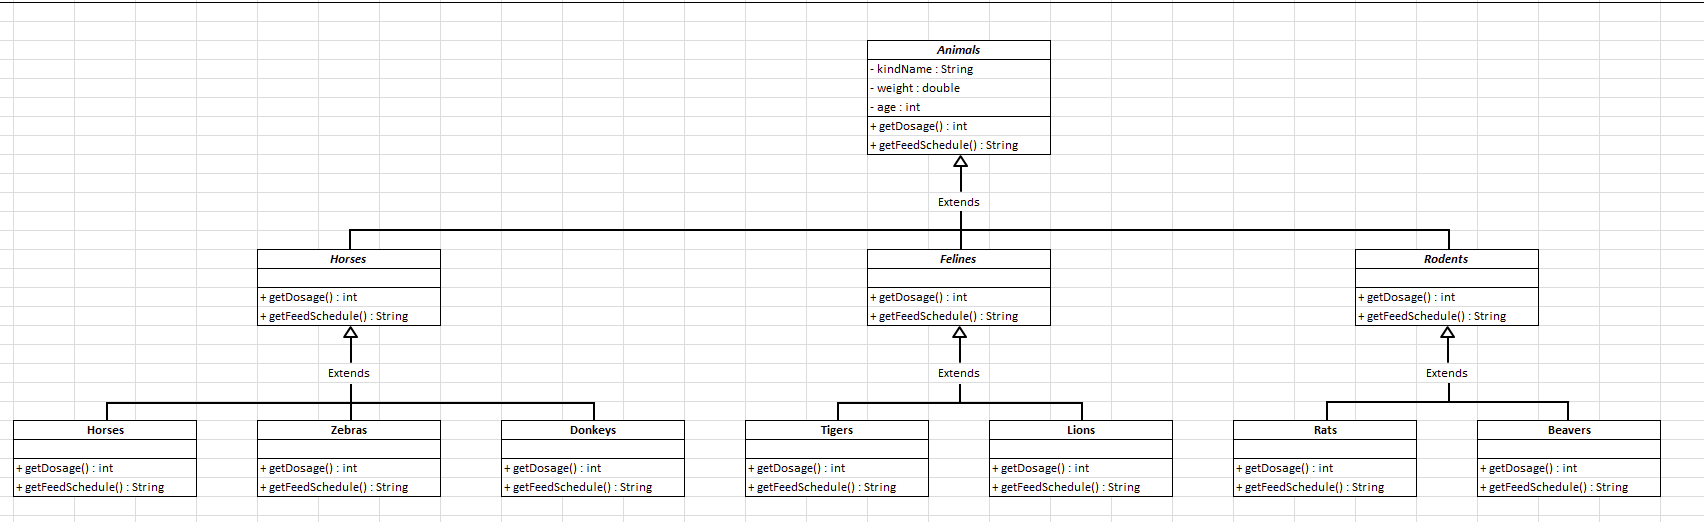 Animals
- kindName : String
- weight : double
- age : int
+ getDosage() : int
+ getFeedSchedule() : String
Extends
Horses
+ getDosage() : int
+ getFeedSchedule() : String
Felines
+ getDosage() : int
+ getFeedSchedule() : String
Rodents
+ getDosage() : int
+ getFeedSchedule() : String
Extends
Extends
Extends
Horses
+ getDosage() : int
+ getFeedSchedule() : String
Zebras
+ getDosage() : int
+ getFeedSchedule() : String
Donkeys
+ getDosage() : int
+ getFeedSchedule() : String
Tigers
+ getDosage() : int
+ getFeedSchedule() : String
Lions
+ getDosage() : int
+ getFeedSchedule() : String
Rats
+ getDosage() : int
+ getFeedSchedule() : String
Beavers
+ getDosage() : int
+ getFeedSchedule() : String